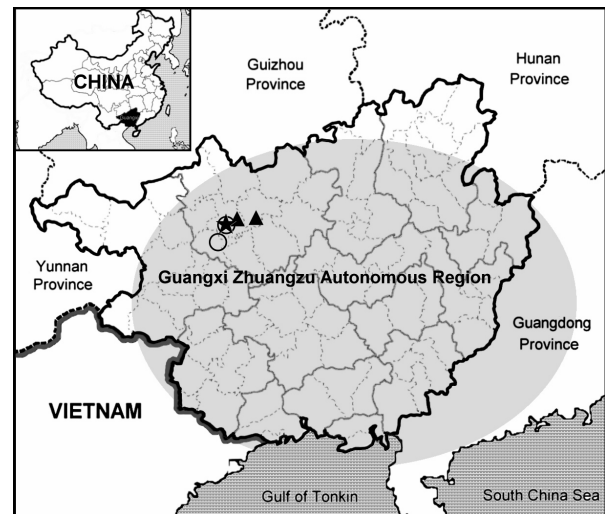 CHINA
Guizhou
Province
Hunan
Province
Yunnan
Province
Guangxi Zhuangzu Autonomous Region
Guangdong
Province
VIETNAM
Gulf of Tonkin
South China Sea